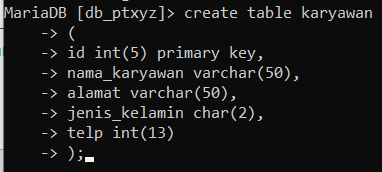 MariaDB [db_ptxyz]> create table karyawan
-> (
-> id int(5) primary key,
-> nama_karyawan varchar(50),
-> alamat varchar(50),
-> jenis_kelamin char(2),
-> telp int(13)
-> );